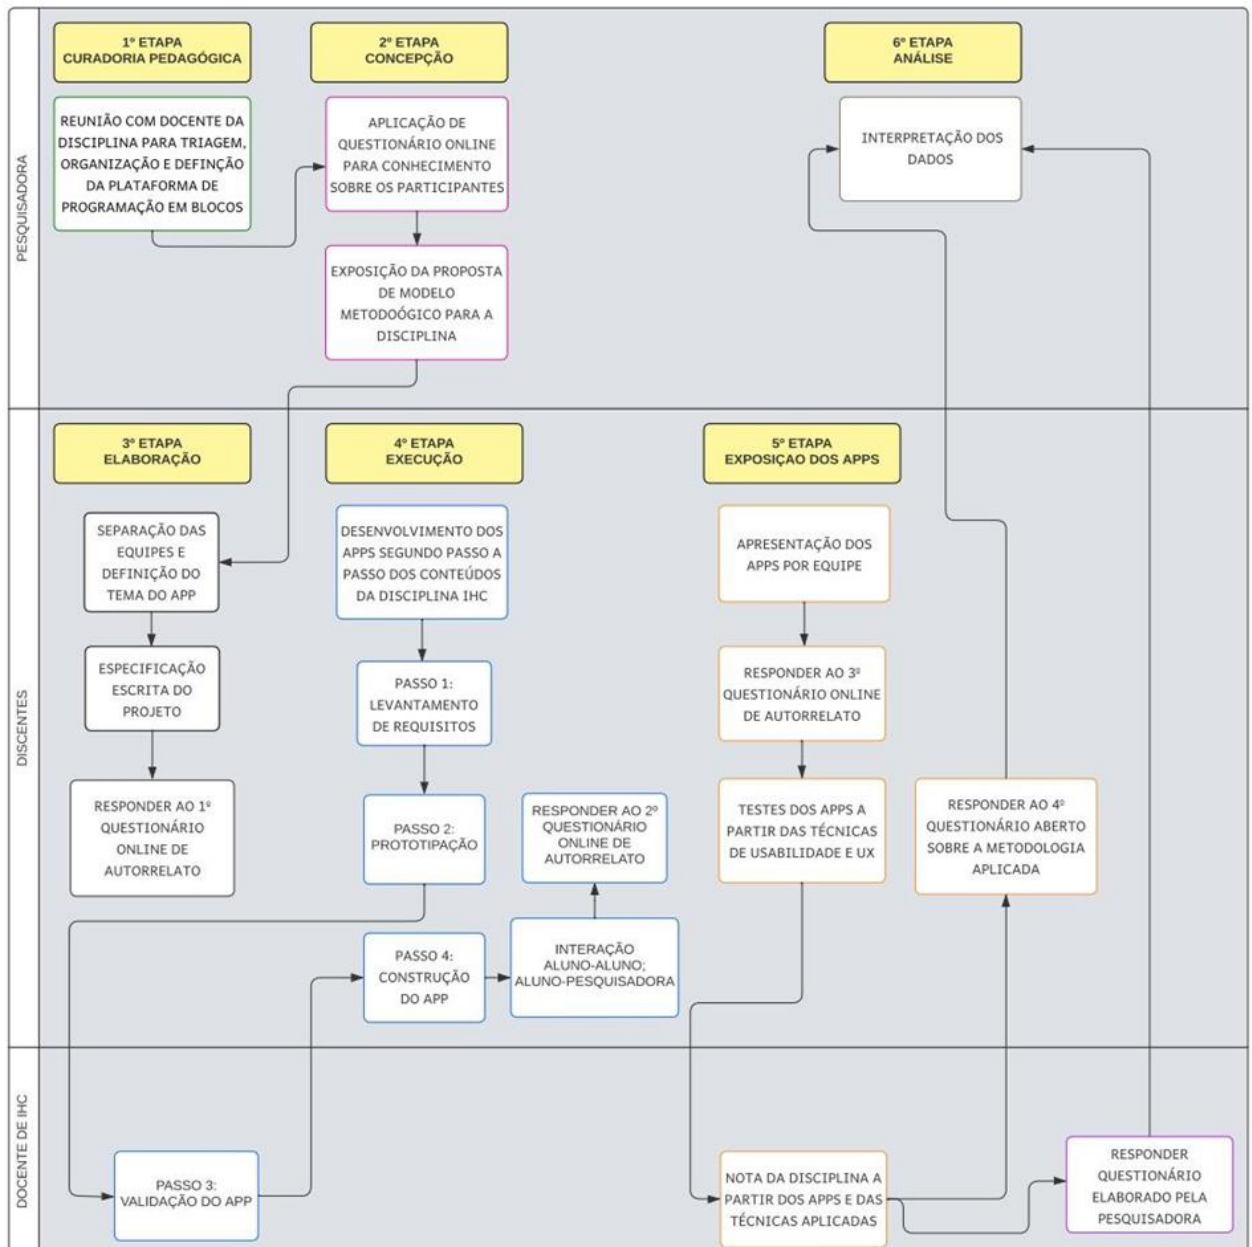 PESQUISADORA
1º ETAPA
CURADORIA PEDAGÓGICA
REUNIÃO COM DOCENTE DA
DISCIPLINA PARA TRIAGEM,
ORGANIZAÇÃO E DEFINÇÃO
DA PLATAFORMA DE
PROGRAMAÇÃO EM BLOCOS
2º ETAPA
CONCEPÇÃO
APLICAÇÃO DE
QUESTIONÁRIO ONLINE
PARA CONHECIMENTO
SOBRE OS PARTICIPANTES
EXPOSIÇÃO DA PROPOSTA
DE MODELO
METODOÓGICO PARA A
DISCIPLINA
6º ETAPA
ANÁLISE
INTERPRETAÇÃO DOS
DADOS
DISCENTES
3º ETAPA
ELABORAÇÃO
SEPARAÇÃO DAS
EQUIPES E
DEFINIÇÃO DO
TEMA DO APP
ESPECIFICAÇÃO
ESCRITA DO
PROJETO
RESPONDER AO 1º
QUESTIONÁRIO
ONLINE DE
AUTORRELATO
4º ETAPA
EXECUÇÃO
DESENVOLVIMENTO DOS
APPS SEGUNDO PASSO A
PASSO DOS CONTEÚDOS
DA DISCIPLINA IHC
PASSO 1:
LEVANTAMENTO
DE REQUISITOS
PASSO 2:
PROTOTIPAÇÃO
PASSO 4:
CONSTRUÇÃO
DO APP
INTERAÇÃO
ALUNO-ALUNO;
ALUNO-PESQUISADORA
RESPONDER AO 2º
QUESTIONÁRIO
ONLINE DE
AUTORRELATO
5º ETAPA
EXPOSIÇAO DOS APPS
APRESENTAÇÃO DOS
APPS POR EQUIPE
RESPONDER AO 3º
QUESTIONÁRIO ONLINE
DE AUTORRELATO
TESTES DOS APPS A
PARTIR DAS TÉCNICAS
DE USABILIDADE E UX
RESPONDER AO 4º
QUESTIONÁRIO ABERTO
SOBRE A METODOLOGIA
APLICADA
DOCENTE DE IHC
PASSO 3:
VALIDAÇÃO DO APP
NOTA DA DISCIPLINA A
PARTIR DOS APPS E DAS
TÉCNICAS APLICADAS
RESPONDER
QUESTIONÁRIO
ELABORADO PELA
PESQUISADORA